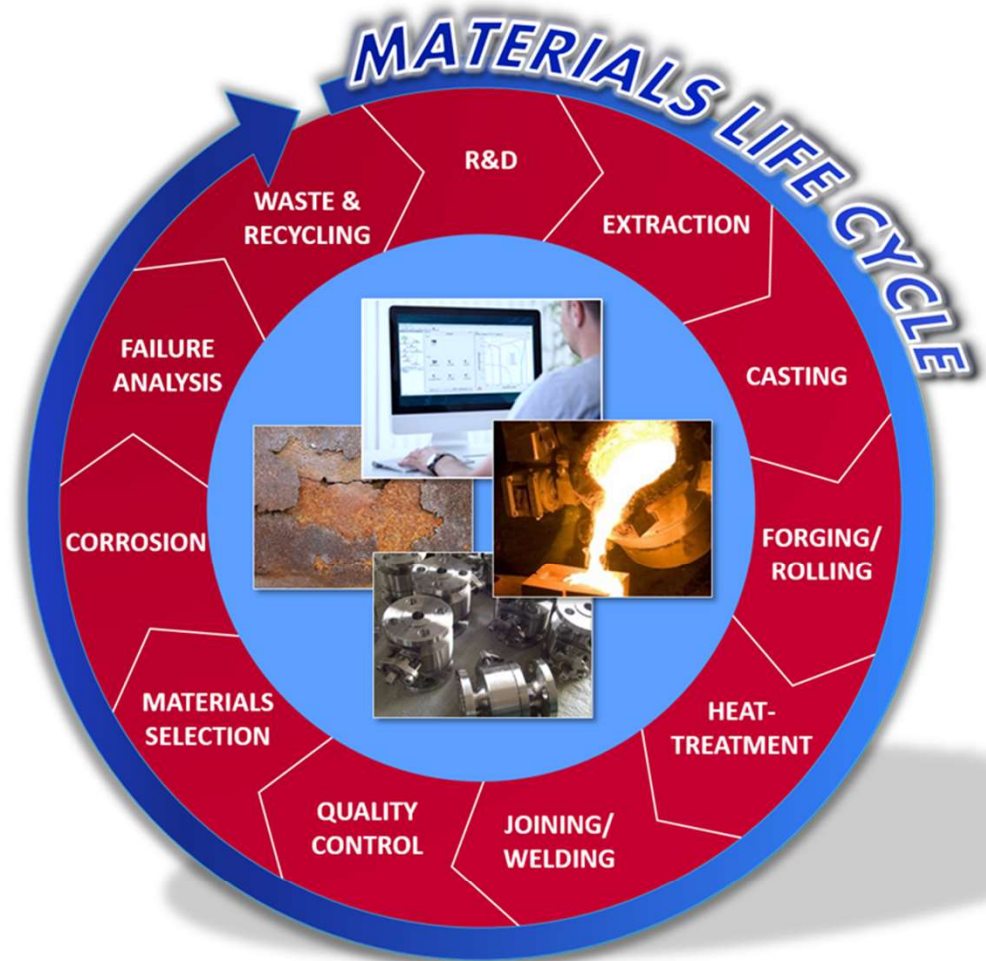 MATERIALS LIFE CYCLE
R&D
EXTRACTION
CASTING
FORGING/
ROLLING
HEAT-
TREATMENT
JOINING/
WELDING
QUALITY
CONTROL
MATERIALS
SELECTION
CORROSION
FAILURE
ANALYSIS
WASTE &
RECYCLING